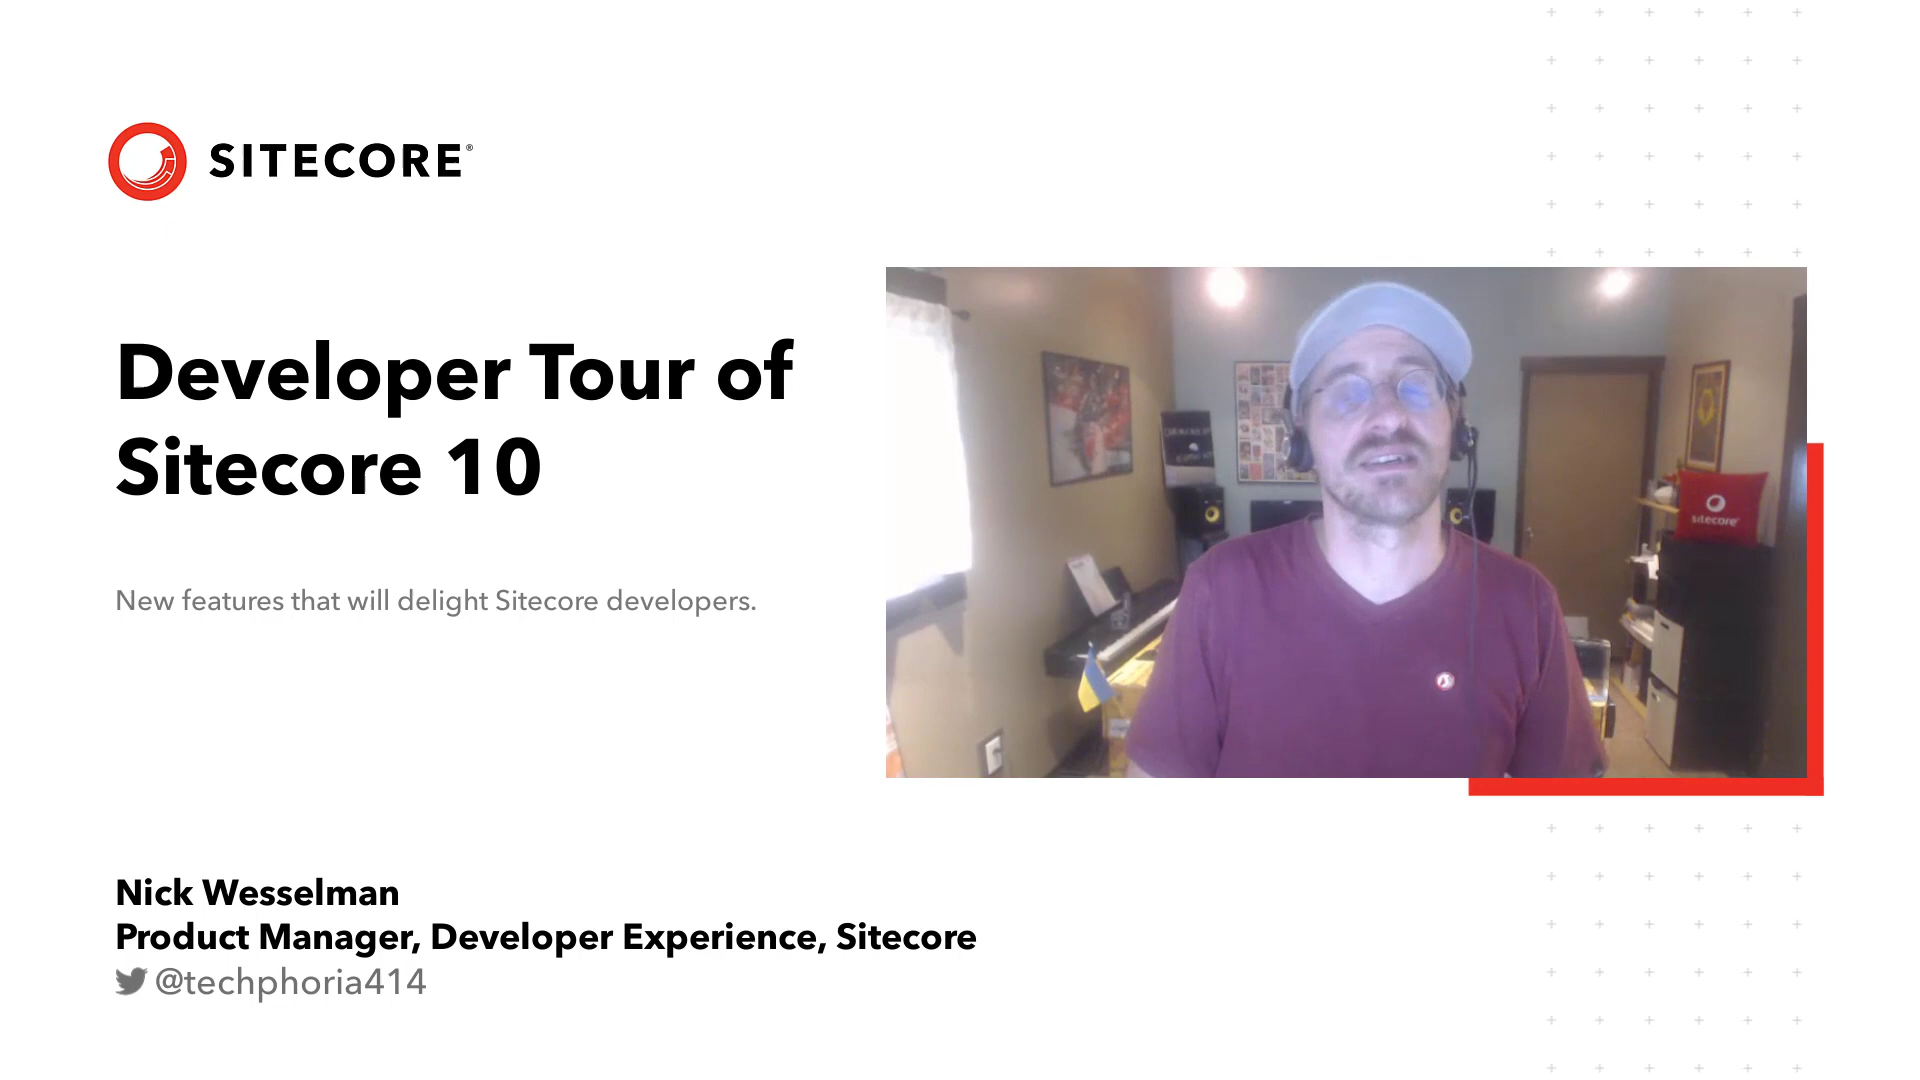 SITECORE®
Developer Tour of
Sitecore 10
New features that will delight Sitecore developers.
sitecore
Nick Wesselman
Product Manager, Developer Experience, Sitecore
@techphoria414